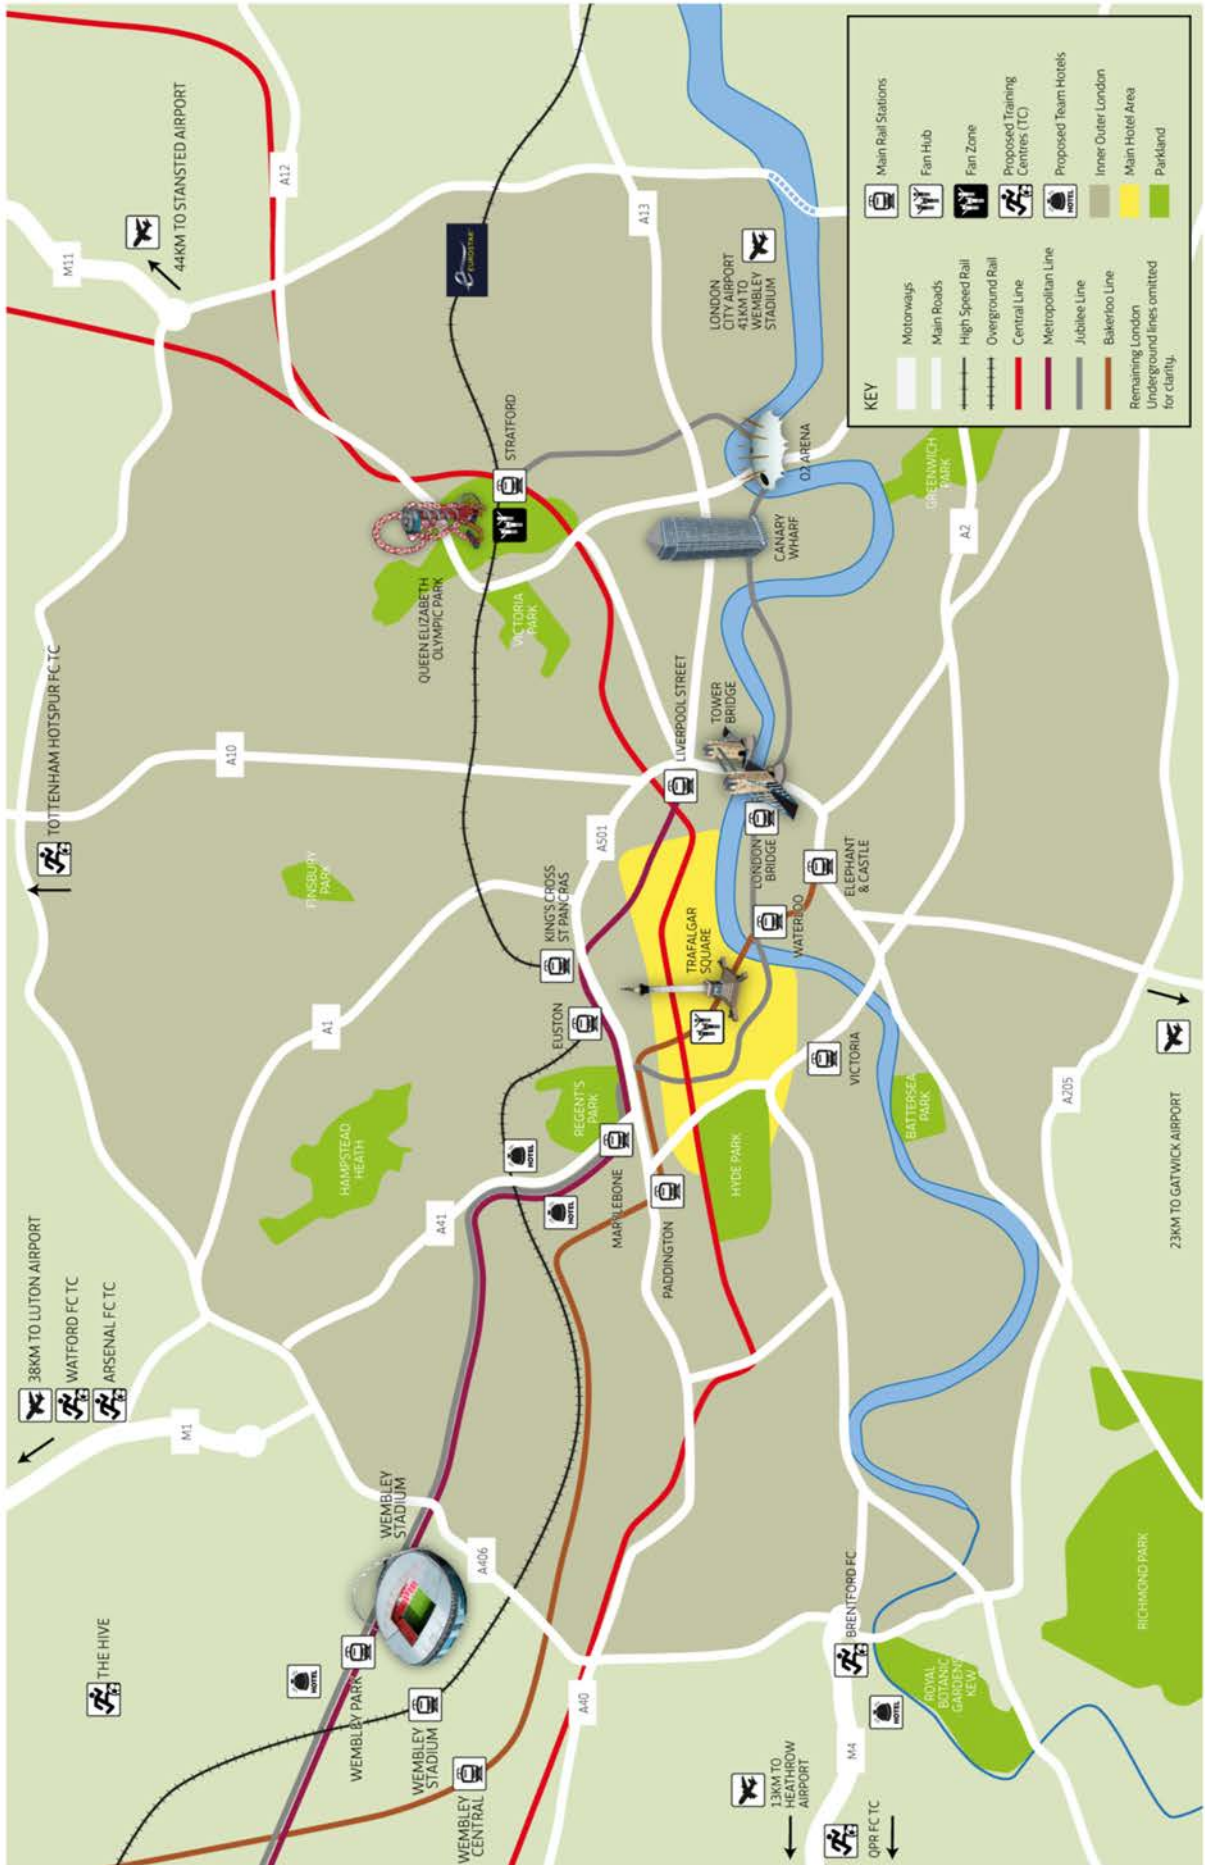 38KM TO LUTON AIRPORT
WATFORD FC TC
ARSENAL FC TC
TOTTENHAM HOTSPUR FC TC
44KM TO STANSTED AIRPORT
M11
THE HIVE
M1
A10
A12
A1
FINSBURY
PARK
HAMPSTEAD
HEATH
A41
WEMBLEY
STADIUM
WEMBLEY PARK
WEMBLEY
STADIUM
WEMBLEY
CENTRAL
A406
A40
QUEEN ELIZABETH
OLYMPIC PARK
VICTORIA
PARK
STRATFORD
EUROSTAR
KING'S CROSS
ST PANCRAS
EUSTON
REGENT'S
PARK
A501
MARYLEBONE
PADDINGTON
LIVERPOOL STREET
A13
TRAFALGAR
SQUARE
TOWER
BRIDGE
LONDON
BRIDGE
HYDE PARK
WATERLOO
ELEPHANT
& CASTLE
VICTORIA
CANARY
WHARF
O2 ARENA
LONDON
CITY AIRPORT
41KM TO
WEMBLEY
STADIUM
13KM TO
HEATHROW
AIRPORT
QPR FC TC
M4
BRENTFORD FC
ROYAL
BOTANIC
GARDENS
KEW
RICHMOND PARK
BATTERSEA
PARK
A205
23KM TO GATWICK AIRPORT
GREENWICH
PARK
A2
HOTEL
HOTEL
HOTEL
HOTEL
KEY
Motorways
Main Roads
High Speed Rail
Overground Rail
Central Line
Metropolitan Line
Jubilee Line
Bakerloo Line
Remaining London
Underground lines omitted
for clarity.
Main Rail Stations
Fan Hub
Fan Zone
Proposed Training
Centres (TC)
HOTEL
Proposed Team Hotels
Inner Outer London
Main Hotel Area
Parkland